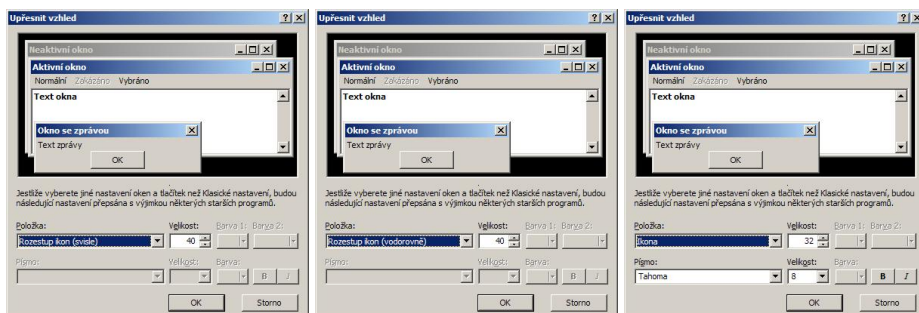 Upřesnit vzhled
Neaktivní okno
Aktivní okno
Normální Zakázáno Vybráno
Text okna
Okno se zprávou
Text zprávy
OK
Jestliže vyberete jiné nastavení oken a tlačítek než Klasické nastavení, budou
následující nastavení přepsána s výjimkou některých starších programů.
Položka: Velikost: Barva 1: Barva 2:
Rozestup ikon (svisle) 40
Písmo: Velikost: Barva:
B I
OK Storno
Upřesnit vzhled
Neaktivní okno
Aktivní okno
Normální Zakázáno Vybráno
Text okna
Okno se zprávou
Text zprávy
OK
Jestliže vyberete jiné nastavení oken a tlačítek než Klasické nastavení, budou
následující nastavení přepsána s výjimkou některých starších programů.
Položka: Velikost: Barva 1: Barva 2:
Rozestup ikon (vodorovně) 40
Písmo: Velikost: Barva:
B I
OK Storno
Upřesnit vzhled
Neaktivní okno
Aktivní okno
Normální Zakázáno Vybráno
Text okna
Okno se zprávou
Text zprávy
OK
Jestliže vyberete jiné nastavení oken a tlačítek než Klasické nastavení, budou
následující nastavení přepsána s výjimkou některých starších programů.
Položka: Velikost: Barva 1: Barva 2:
Ikona 32
Písmo: Velikost: Barva:
Tahoma 8 B I
OK Storno